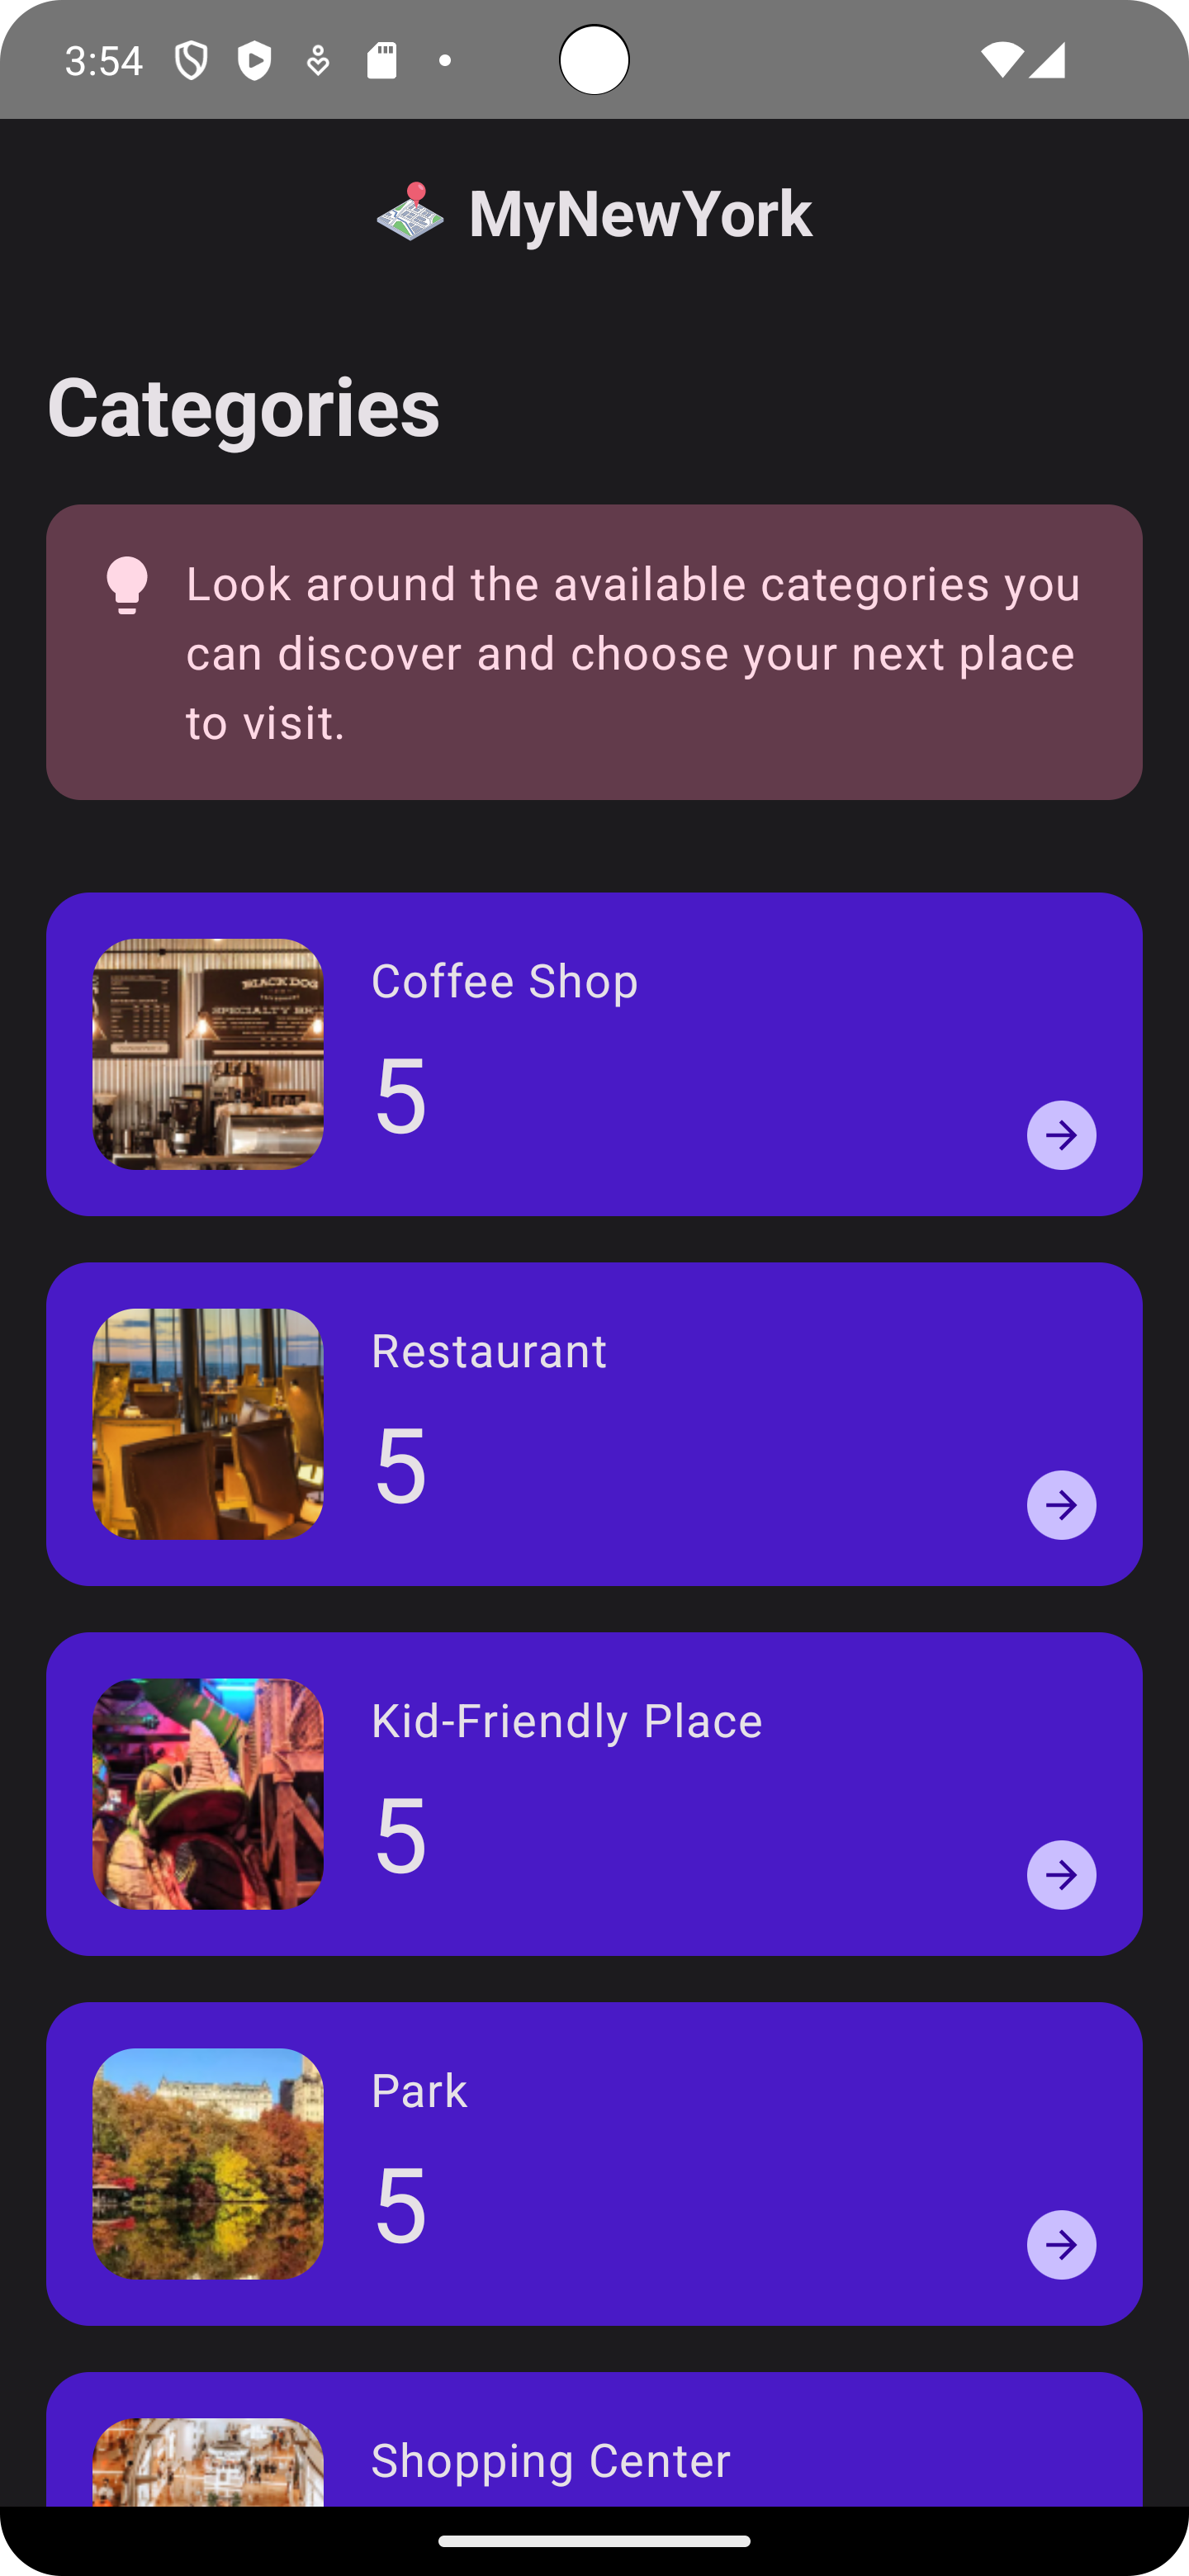 3:54
MyNewYork
Categories
Look around the available categories you
can discover and choose your next place
to visit.
BLACK DOG
SPECIALTY
Coffee Shop
5
Restaurant
5
Kid-Friendly Place
5
Park
5
Shopping Center